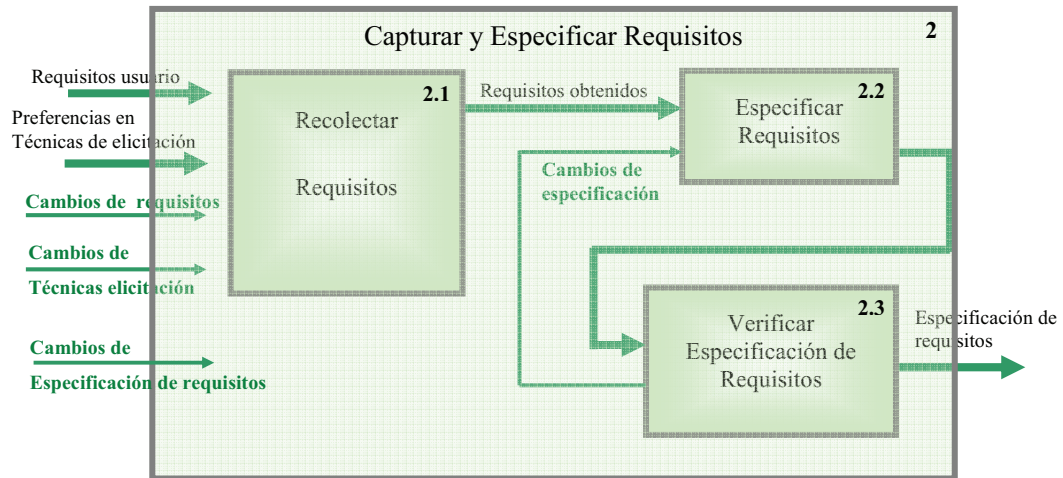 Capturar y Especificar Requisitos
2
Requisitos usuario
Preferencias en
Técnicas de elicitación
Cambios de requisitos
Cambios de
Técnicas elicitación
Cambios de
Especificación de requisitos
2.1
Recolectar
Requisitos
Requisitos obtenidos
2.2
Especificar
Requisitos
Cambios de
especificación
2.3
Verificar
Especificación de
Requisitos
Especificación de
requisitos